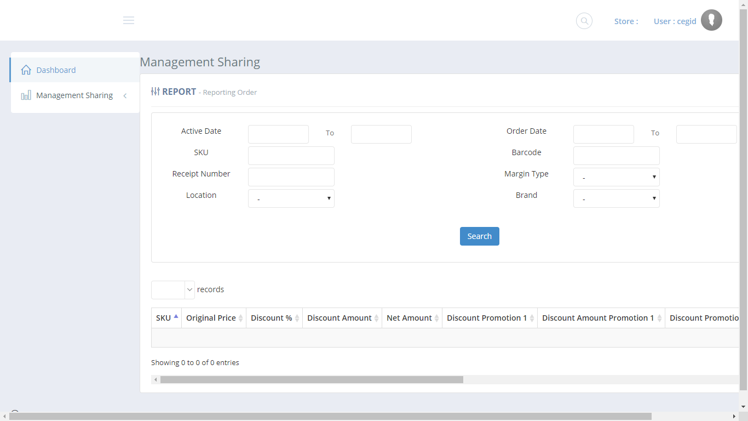 Store :
User : cegid
Dashboard
Management Sharing
Management Sharing
REPORT - Reporting Order
Active Date
To
Order Date
To
SKU
Barcode
Receipt Number
Margin Type
-
Location
-
Brand
-
Search
records
SKU
Original Price
Discount %
Discount Amount
Net Amount
Discount Promotion 1
Discount Amount Promotion 1
Discount Promotio
Showing 0 to 0 of 0 entries